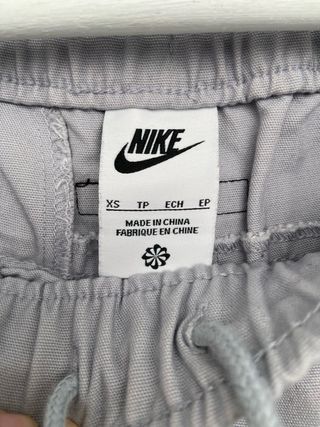 NIKE
XS TP ECH EP
MADE IN CHINA
FABRIQUE EN CHINE